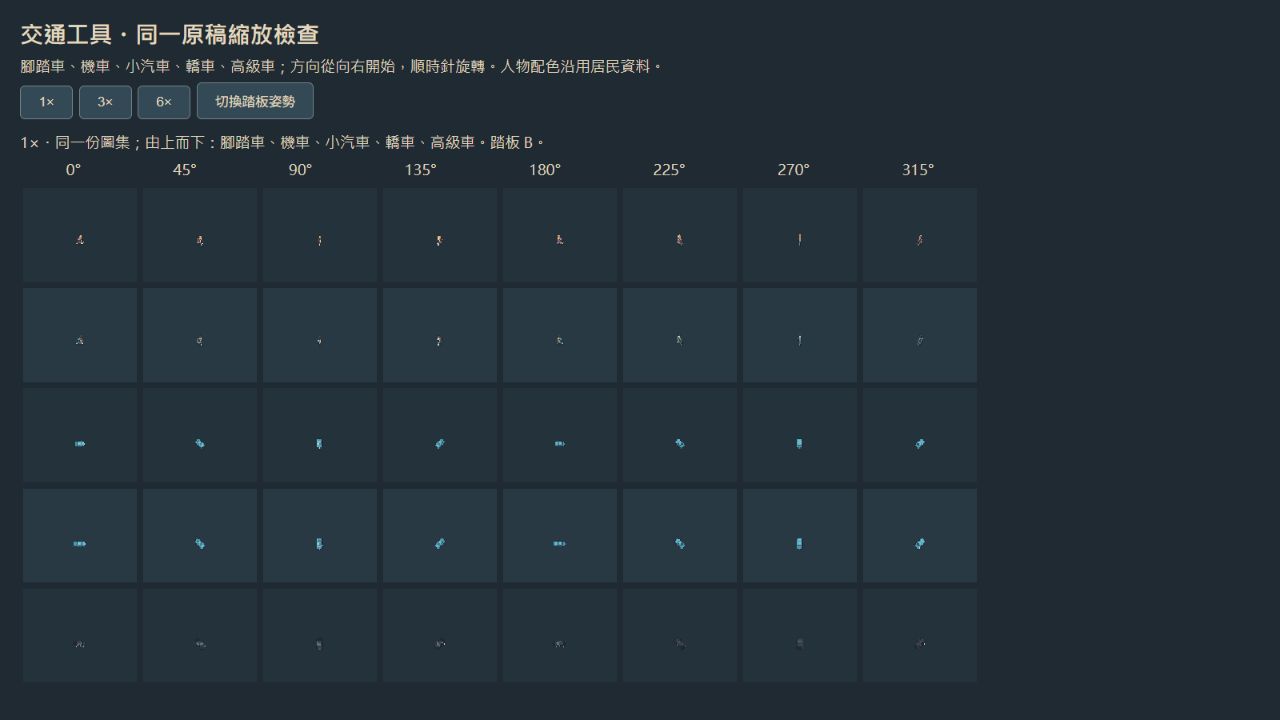 交通工具・同一原稿縮放檢查
腳踏車、機車、小汽車、轎車、高級車；方向從向右開始，順時針旋轉。人物配色沿用居民資料。
1× 3× 6× 切換踏板姿勢
1×・同一份圖集；由上而下：腳踏車、機車、小汽車、轎車、高級車。踏板 B。
0° 45° 90° 135° 180° 225° 270° 315°